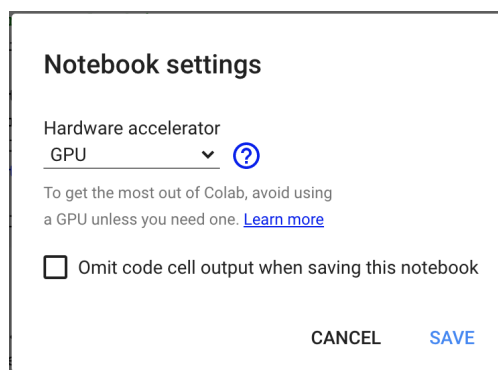 Notebook settings
Hardware accelerator
GPU
To get the most out of Colab, avoid using
a GPU unless you need one. Learn more
Omit code cell output when saving this notebook
CANCEL SAVE